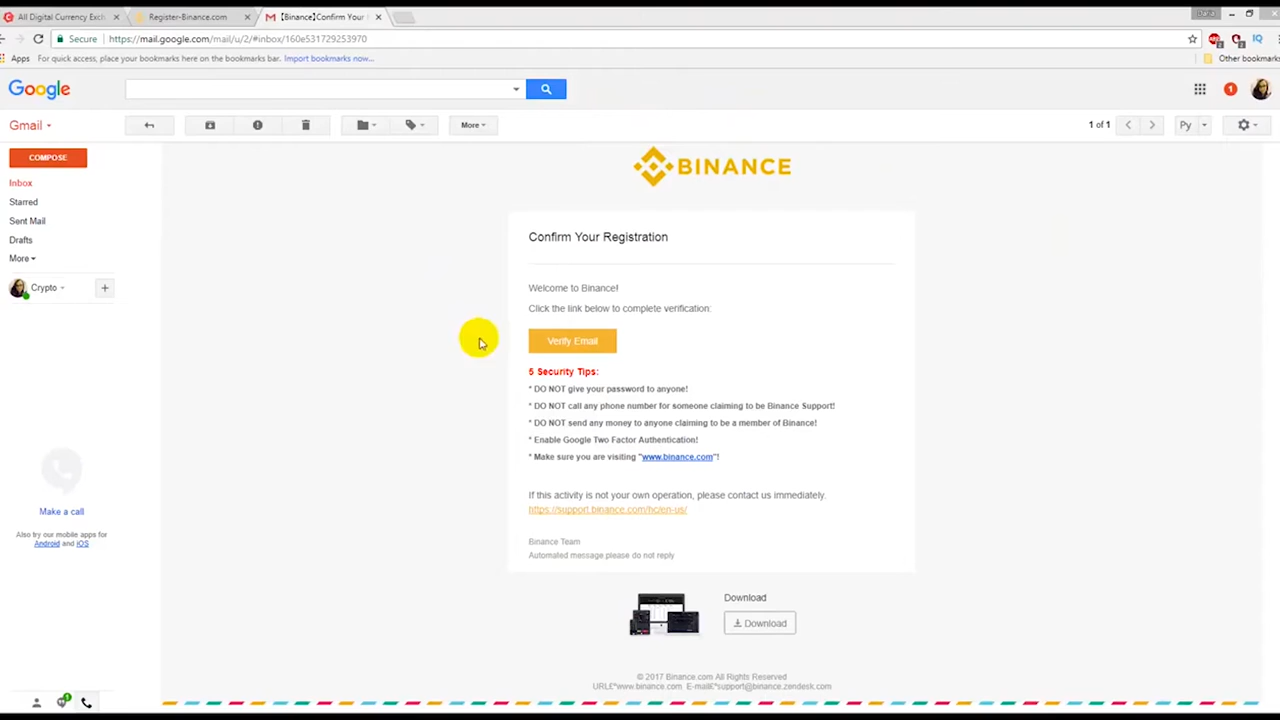 All Digital Currency Exch
Register-Binance.com
【Binance】Confirm Your
Secure
https://mail.google.com/mail/u/2/#inbox/160e531729253970
Apps
For quick access, place your bookmarks here on the bookmarks bar. Import bookmarks now...
Other bookmarks
Google
1
Gmail
More
1 of 1
Py
COMPOSE
Inbox
Starred
Sent Mail
Drafts
More
Crypto
BINANCE
Confirm Your Registration
Welcome to Binance!
Click the link below to complete verification:
Verify Email
5 Security Tips:
* DO NOT give your password to anyone!
* DO NOT call any phone number for someone claiming to be Binance Support!
* DO NOT send any money to anyone claiming to be a member of Binance!
* Enable Google Two Factor Authentication!
* Make sure you are visiting "www.binance.com"!
If this activity is not your own operation, please contact us immediately.
https://support.binance.com/hc/en-us/
Binance Team
Automated message please do not reply
Make a call
Also try our mobile apps for
Android and iOS
Download
Download
© 2017 Binance.com All Rights Reserved
URL£ºwww.binance.com E-mail£ºsupport@binance.zendesk.com
1